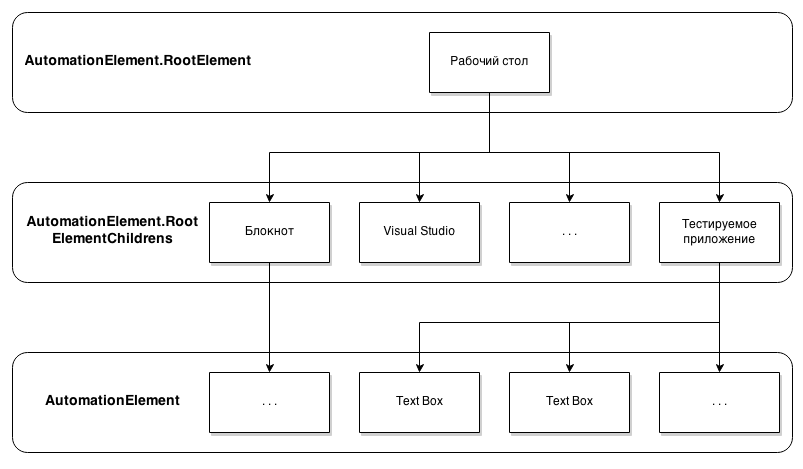 AutomationElement.RootElement
Рабочий стол
AutomationElement.Root
ElementChildrens
Блокнот
Visual Studio
. . .
Тестируемое
приложение
AutomationElement
. . .
Text Box
Text Box
. . .